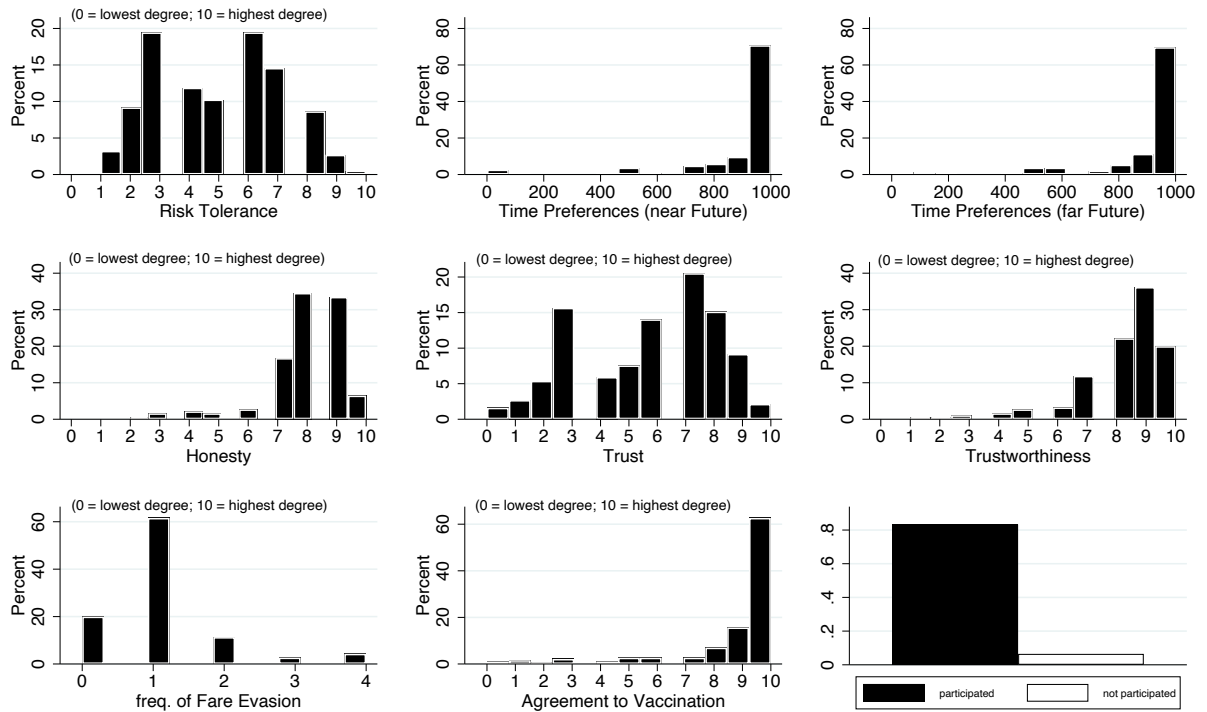 (0 = lowest degree; 10 = highest degree)
Percent
0 5 10 15 20
0 1 2 3 4 5 6 7 8 9 10
Risk Tolerance
Percent
0 20 40 60 80
0 200 400 600 800 1000
Time Preferences (near Future)
Percent
0 20 40 60 80
0 200 400 600 800 1000
Time Preferences (far Future)
(0 = lowest degree; 10 = highest degree)
Percent
0 10 20 30 40
0 1 2 3 4 5 6 7 8 9 10
Honesty
(0 = lowest degree; 10 = highest degree)
Percent
0 5 10 15 20
0 1 2 3 4 5 6 7 8 9 10
Trust
(0 = lowest degree; 10 = highest degree)
Percent
0 10 20 30 40
0 1 2 3 4 5 6 7 8 9 10
Trustworthiness
(0 = lowest degree; 10 = highest degree)
Percent
0 20 40 60
0 1 2 3 4
freq. of Fare Evasion
(0 = lowest degree; 10 = highest degree)
Percent
0 20 40 60
0 1 2 3 4 5 6 7 8 9 10
Agreement to Vaccination
0 .2 .4 .6 .8
participated not participated